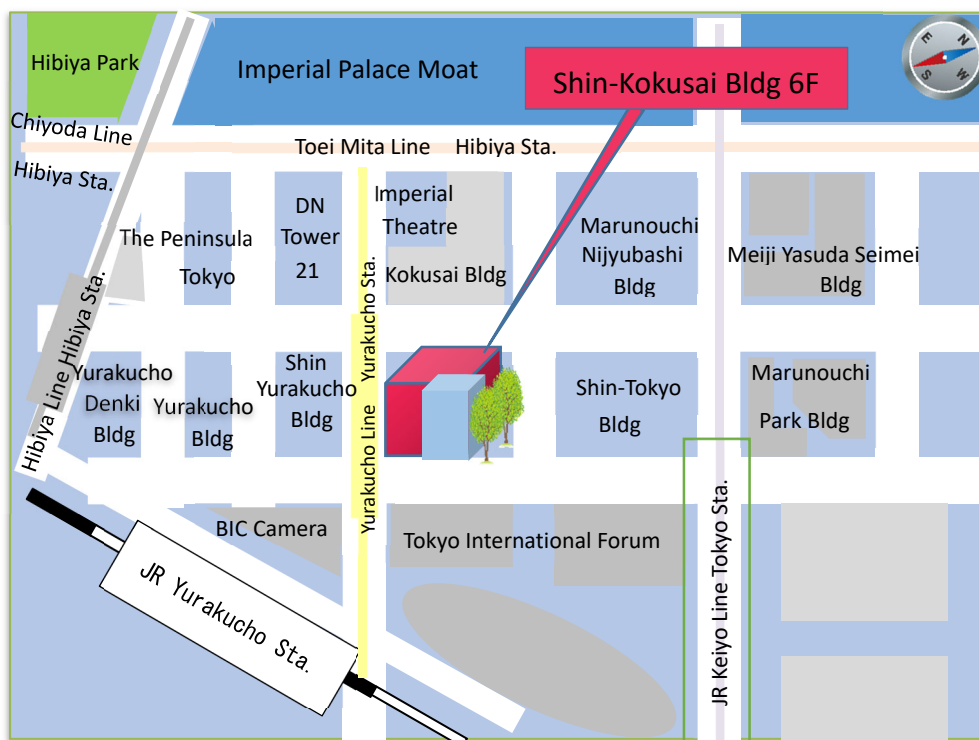 Hibiya Park
Imperial Palace Moat
Shin-Kokusai Bldg 6F
E
N
S
W
Chiyoda Line
Hibiya Sta.
Toei Mita Line Hibiya Sta.
The Peninsula
Tokyo
DN
Tower
21
Imperial
Theatre
Kokusai Bldg
Marunouchi
Nijyubashi
Bldg
Meiji Yasuda Seimei
Bldg
Hibiya Line Hibiya Sta.
Yurakucho Line Yurakucho Sta.
Yurakucho
Denki
Bldg
Yurakucho
Bldg
Shin
Yurakucho
Bldg
Shin-Tokyo
Bldg
Marunouchi
Park Bldg
BIC Camera
Tokyo International Forum
JR Yurakucho Sta.
JR Keiyo Line Tokyo Sta.